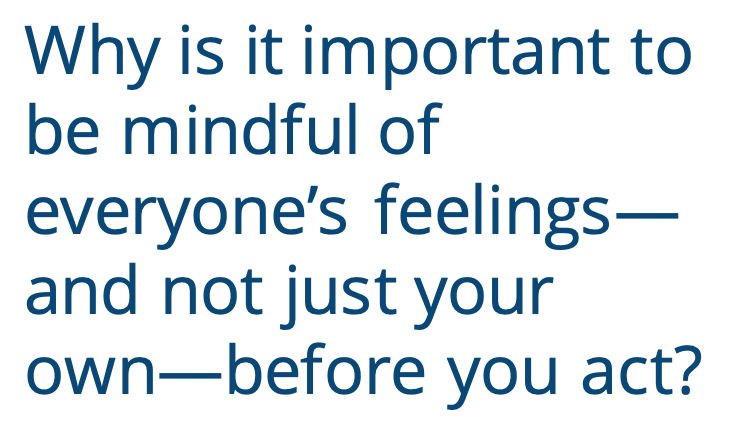 Why is it important to
be mindful of
everyone’s feelings—
and not just your
own—before you act?